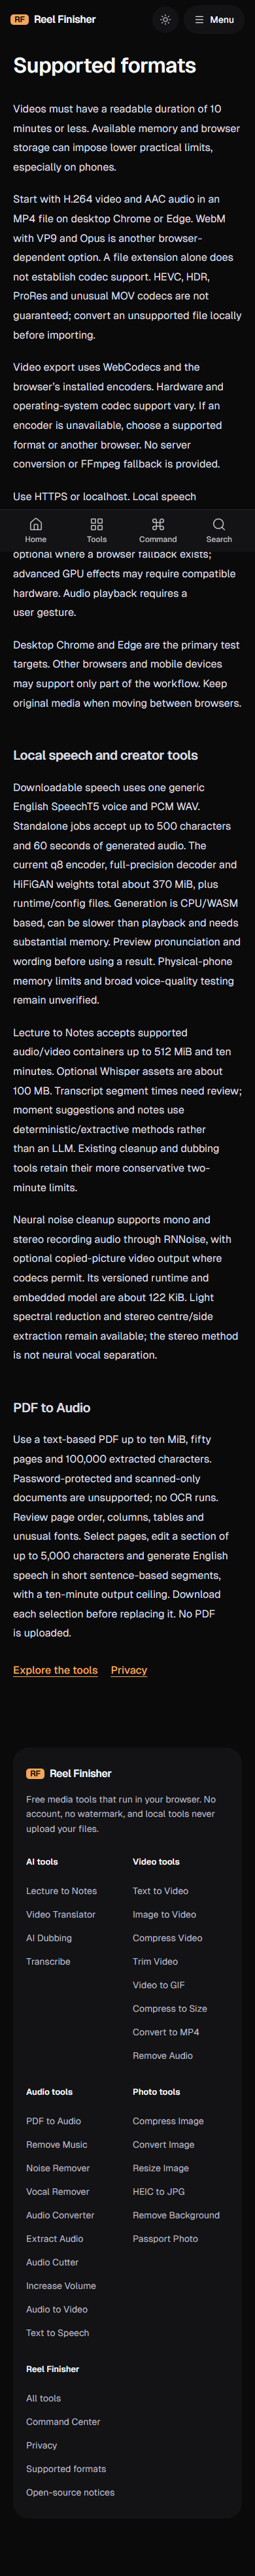 RF Reel Finisher
Menu
Supported formats
Videos must have a readable duration of 10
minutes or less. Available memory and browser
storage can impose lower practical limits,
especially on phones.
Start with H.264 video and AAC audio in an
MP4 file on desktop Chrome or Edge. WebM
with VP9 and Opus is another browser-
dependent option. A file extension alone does
not establish codec support. HEVC, HDR,
ProRes and unusual MOV codecs are not
guaranteed; convert an unsupported file locally
before importing.
Video export uses WebCodecs and the
browser's installed encoders. Hardware and
operating-system codec support vary. If an
encoder is unavailable, choose a supported
format or another browser. No server
conversion or FFmpeg fallback is provided.
Use HTTPS or localhost. Local speech
Home
Tools
Command
Search
optional where a browser fallback exists;
advanced GPU effects may require compatible
hardware. Audio playback requires a
user gesture.
Desktop Chrome and Edge are the primary test
targets. Other browsers and mobile devices
may support only part of the workflow. Keep
original media when moving between browsers.
Local speech and creator tools
Downloadable speech uses one generic
English SpeechT5 voice and PCM WAV.
Standalone jobs accept up to 500 characters
and 60 seconds of generated audio. The
current q8 encoder, full-precision decoder and
HiFiGAN weights total about 370 MiB, plus
runtime/config files. Generation is CPU/WASM
based, can be slower than playback and needs
substantial memory. Preview pronunciation and
wording before using a result. Physical-phone
memory limits and broad voice-quality testing
remain unverified.
Lecture to Notes accepts supported
audio/video containers up to 512 MiB and ten
minutes. Optional Whisper assets are about
100 MB. Transcript segment times need review;
moment suggestions and notes use
deterministic/extractive methods rather
than an LLM. Existing cleanup and dubbing
tools retain their more conservative two-
minute limits.
Neural noise cleanup supports mono and
stereo recording audio through RNNoise, with
optional copied-picture video output where
codecs permit. Its versioned runtime and
embedded model are about 122 KiB. Light
spectral reduction and stereo centre/side
extraction remain available; the stereo method
is not neural vocal separation.
PDF to Audio
Use a text-based PDF up to ten MiB, fifty
pages and 100,000 extracted characters.
Password-protected and scanned-only
documents are unsupported; no OCR runs.
Review page order, columns, tables and
unusual fonts. Select pages, edit a section of
up to 5,000 characters and generate English
speech in short sentence-based segments,
with a ten-minute output ceiling. Download
each selection before replacing it. No PDF
is uploaded.
Explore the tools
Privacy
RF Reel Finisher
Free media tools that run in your browser. No
account, no watermark, and local tools never
upload your files.
AI tools
Lecture to Notes
Video Translator
AI Dubbing
Transcribe
Video tools
Text to Video
Image to Video
Compress Video
Trim Video
Video to GIF
Compress to Size
Convert to MP4
Remove Audio
Audio tools
PDF to Audio
Remove Music
Noise Remover
Vocal Remover
Audio Converter
Extract Audio
Audio Cutter
Increase Volume
Audio to Video
Text to Speech
Photo tools
Compress Image
Convert Image
Resize Image
HEIC to JPG
Remove Background
Passport Photo
Reel Finisher
All tools
Command Center
Privacy
Supported formats
Open-source notices